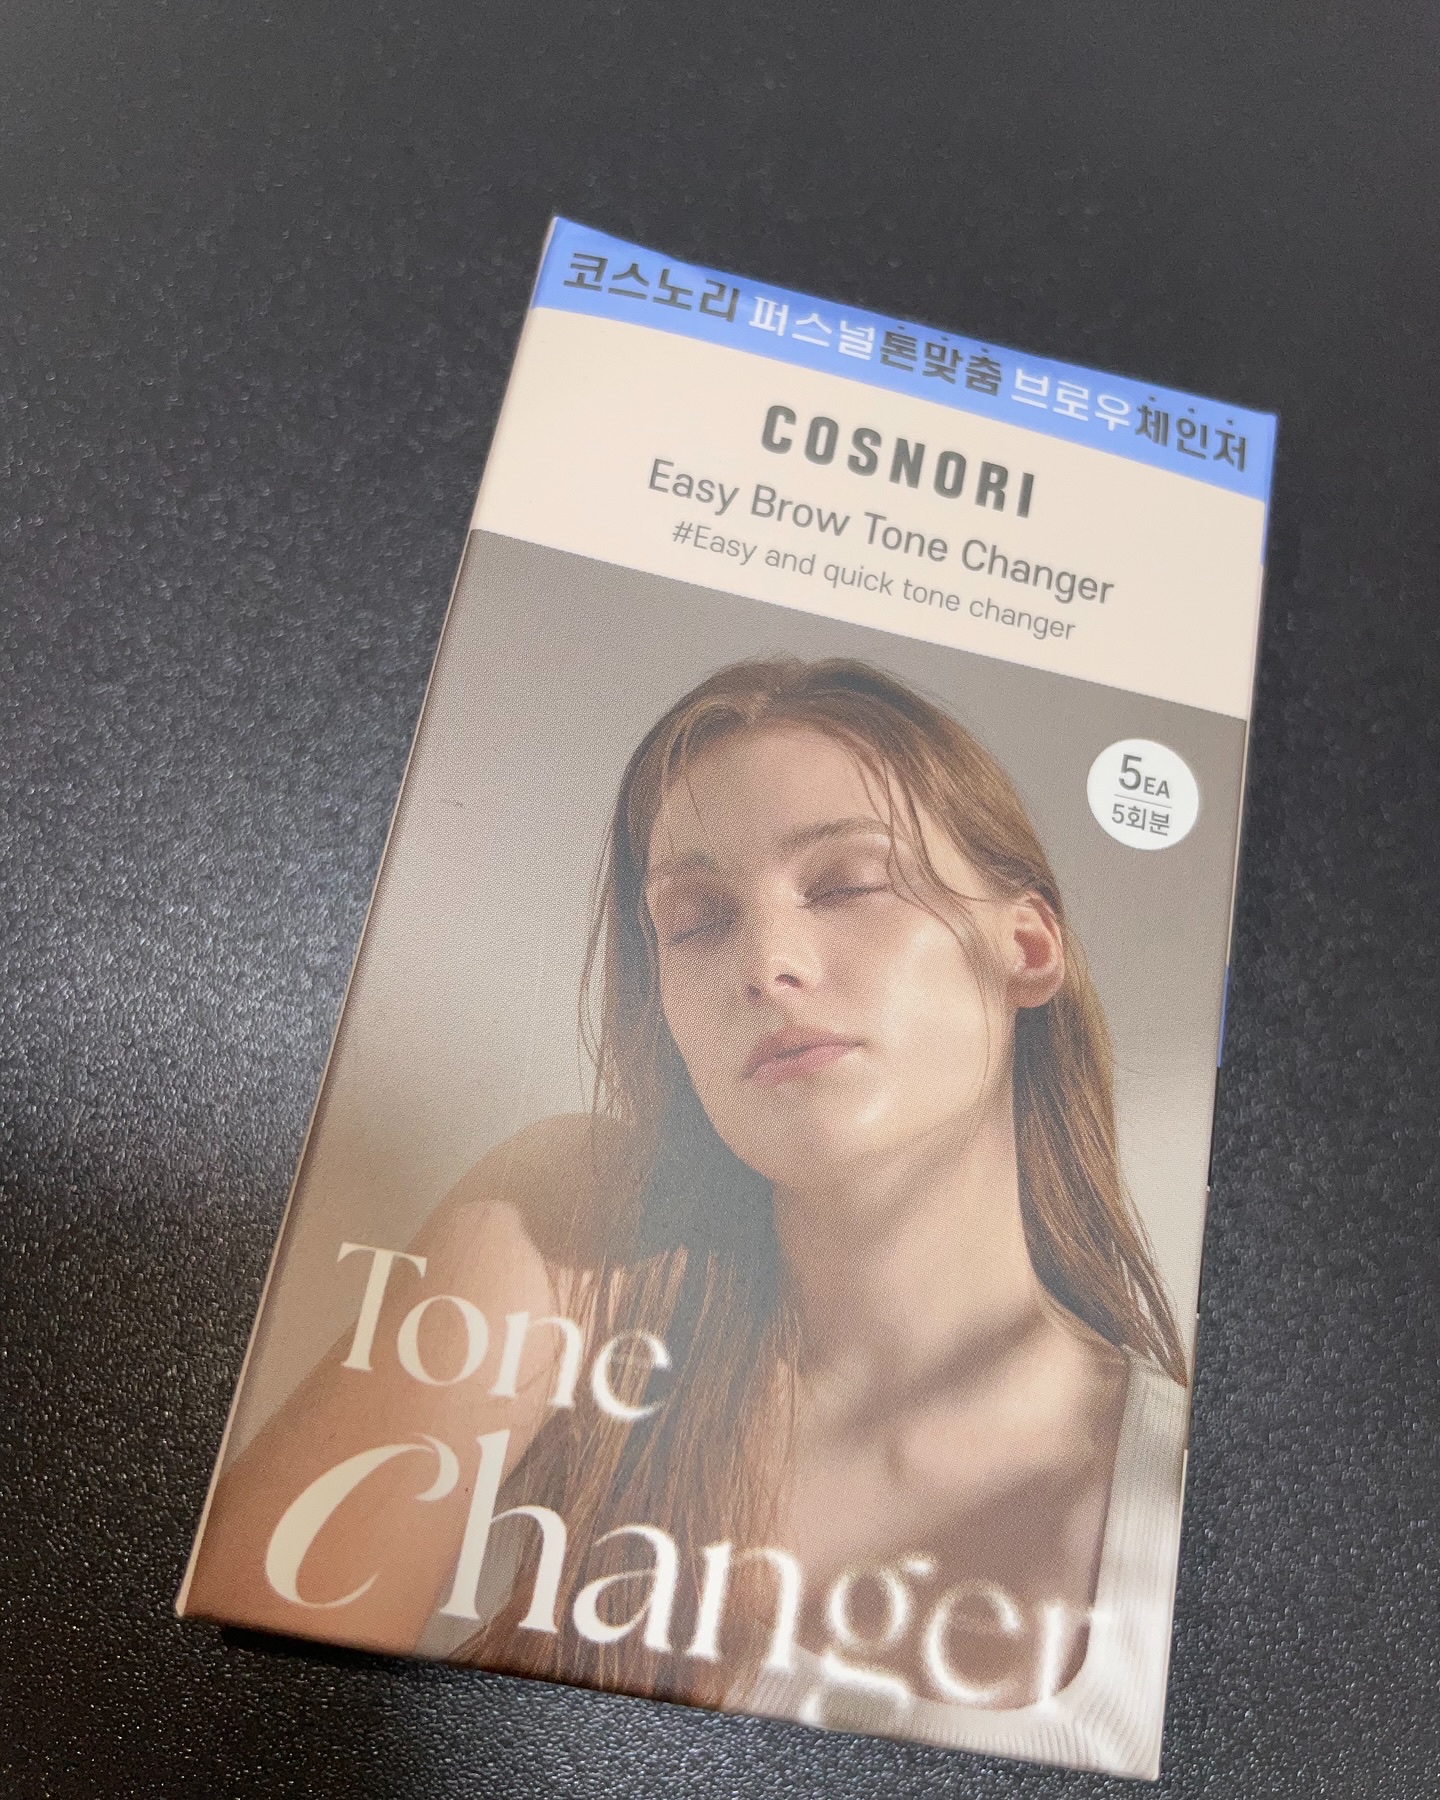 코스노리 퍼스널톤맞춤 브로우체인저
COSNORI
Easy Brow Tone Changer
#Easy and quick tone changer
5EA
5회분
Tone
Changer